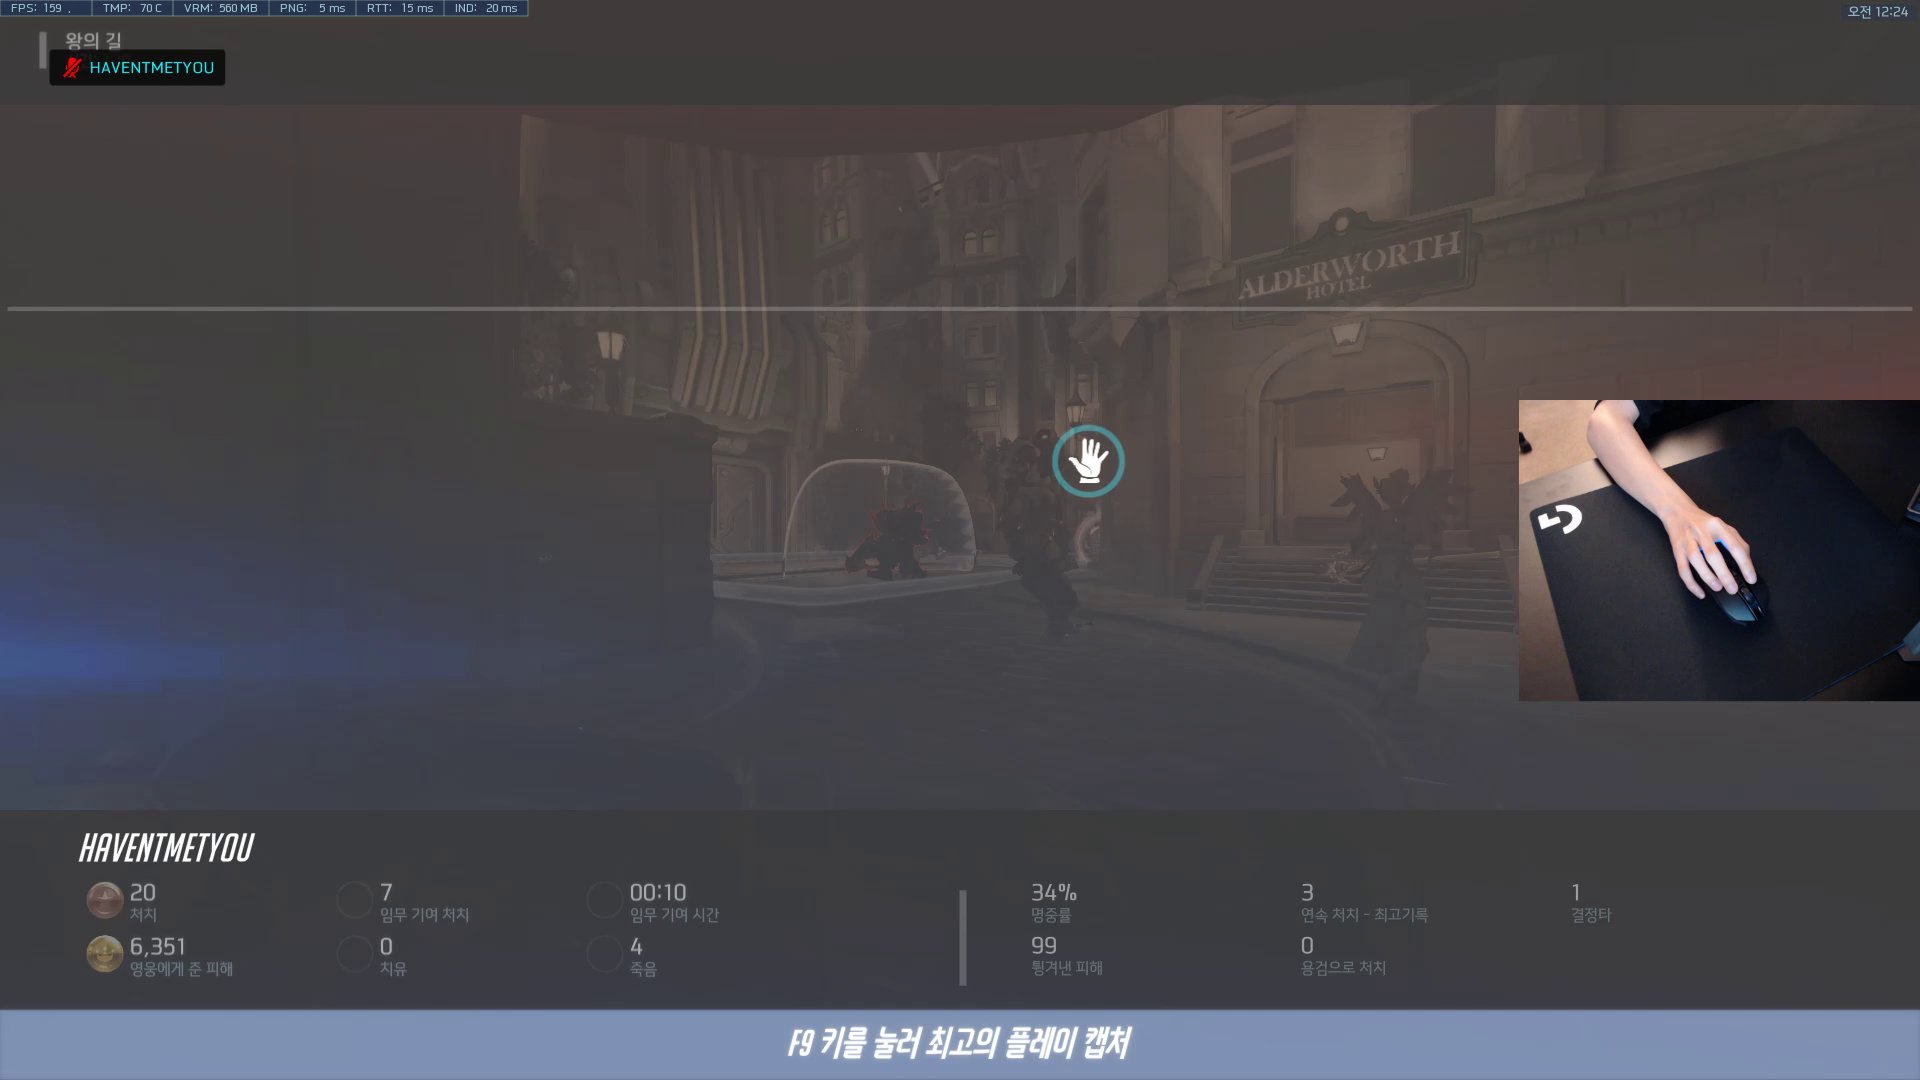 FPS: 159 .
TMP: 70 C
VRM: 560 MB
PNG: 5 ms
RTT: 15 ms
IND: 20 ms
오전 12:24
왕의 길
HAVENTMETYOU
ALDERWORTH
HOTEL
HAVENTMETYOU
20
처치
7
임무 기여 처치
00:10
임무 기여 시간
34%
명중률
3
연속 처치 - 최고기록
1
결정타
6,351
영웅에게 준 피해
0
치유
4
죽음
99
튕겨낸 피해
0
용검으로 처치
F9 키를 눌러 최고의 플레이 캡쳐